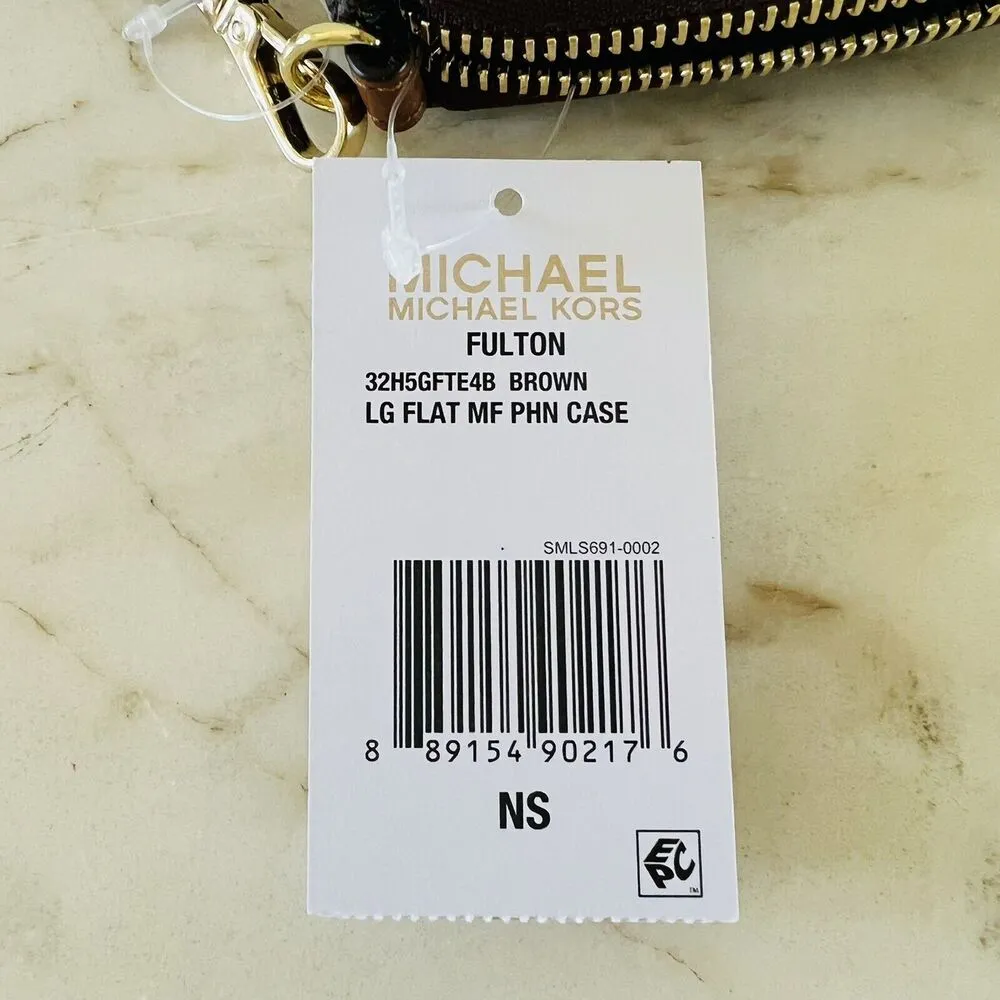 MICHAEL
MICHAEL KORS
FULTON
32H5GFTE4B BROWN
LG FLAT MF PHN CASE
SMLS691-0002
8 89154 90217 6
NS
EPC
TM